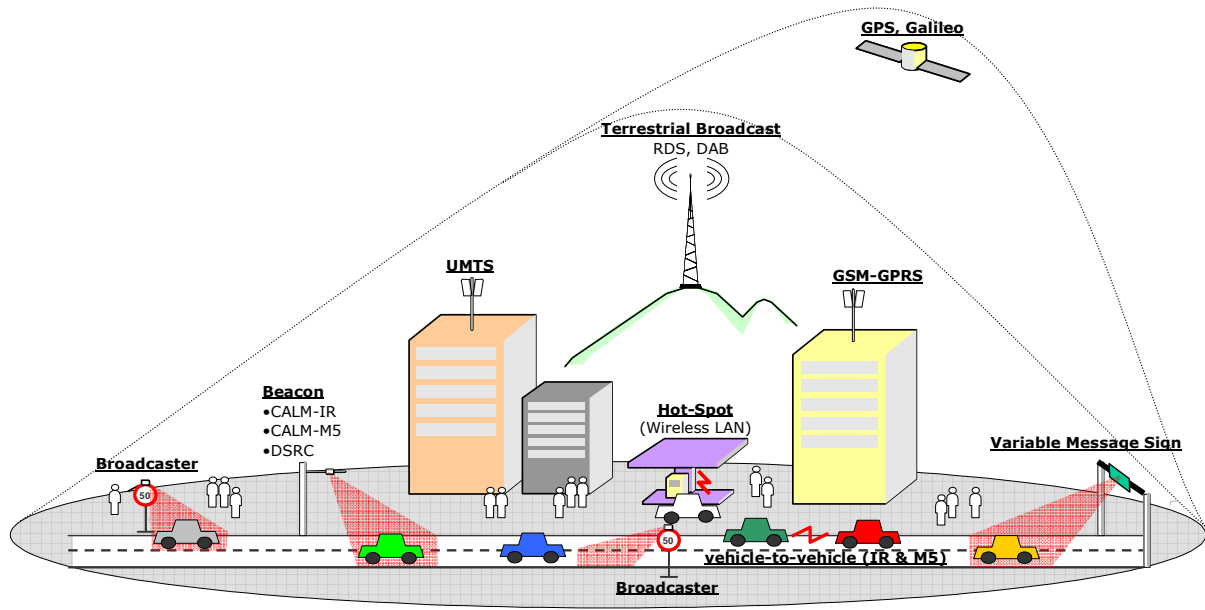 GPS, Galileo
Terrestrial Broadcast
RDS, DAB
UMTS
GSM-GPRS
Beacon
•CALM-IR
•CALM-M5
•DSRC
Hot-Spot
(Wireless LAN)
Variable Message Sign
Broadcaster
50
50
vehicle-to-vehicle (IR & M5)
Broadcaster